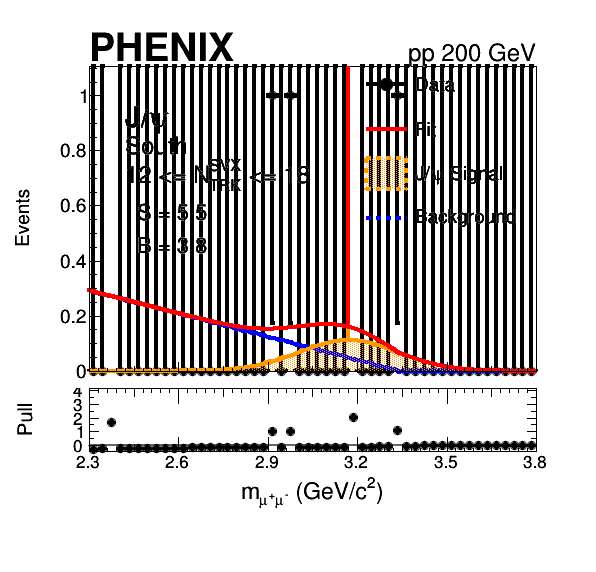 PHENIX
pp 200 GeV
J/ψ
South
12 <= N^SVX_TRK <= 18
S = 5.5
B = 3.8
Data
Fit
J/ψ Signal
Background
Events
1
0.8
0.6
0.4
0.2
0
Pull
4
3
2
1
0
2.3 2.6 2.9 3.2 3.5 3.8
m_μ⁺μ⁻ (GeV/c²)